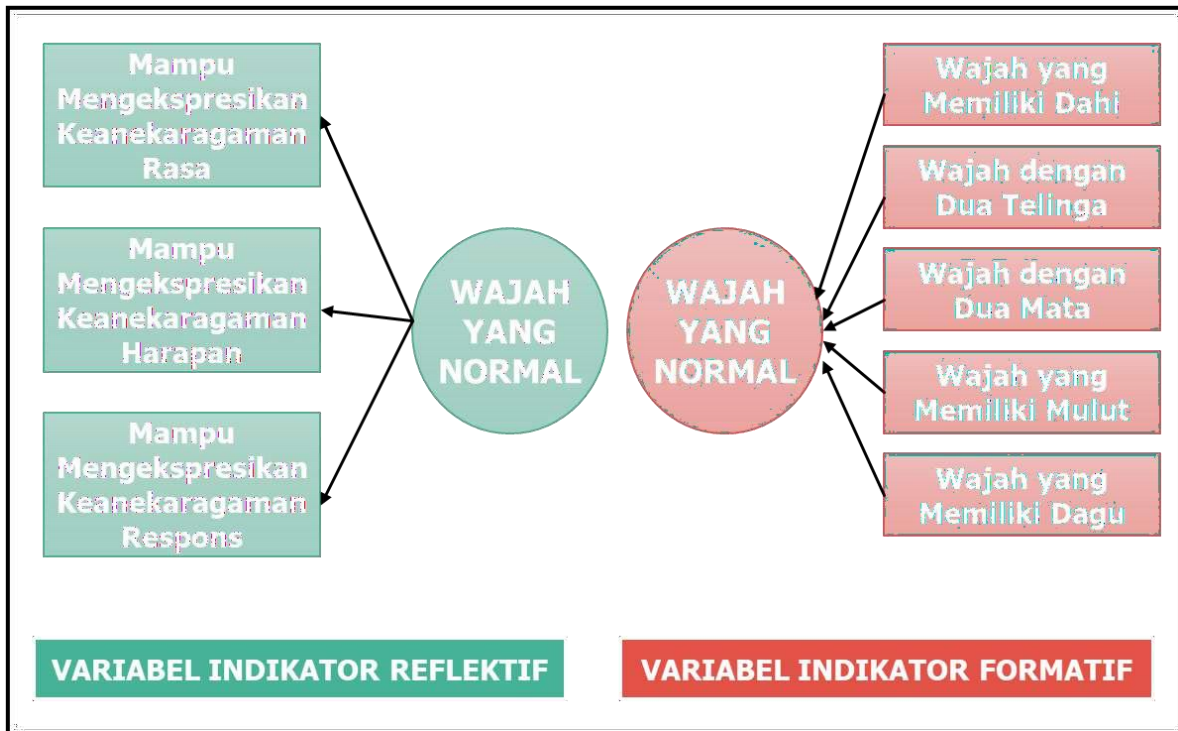 Mampu
Mengekspresikan
Keanekaragaman
Rasa
Mampu
Mengekspresikan
Keanekaragaman
Harapan
Mampu
Mengekspresikan
Keanekaragaman
Respons
WAJAH
YANG
NORMAL
WAJAH
YANG
NORMAL
Wajah yang
Memiliki Dahi
Wajah dengan
Dua Telinga
Wajah dengan
Dua Mata
Wajah yang
Memiliki Mulut
Wajah yang
Memiliki Dagu
VARIABEL INDIKATOR REFLEKTIF
VARIABEL INDIKATOR FORMATIF